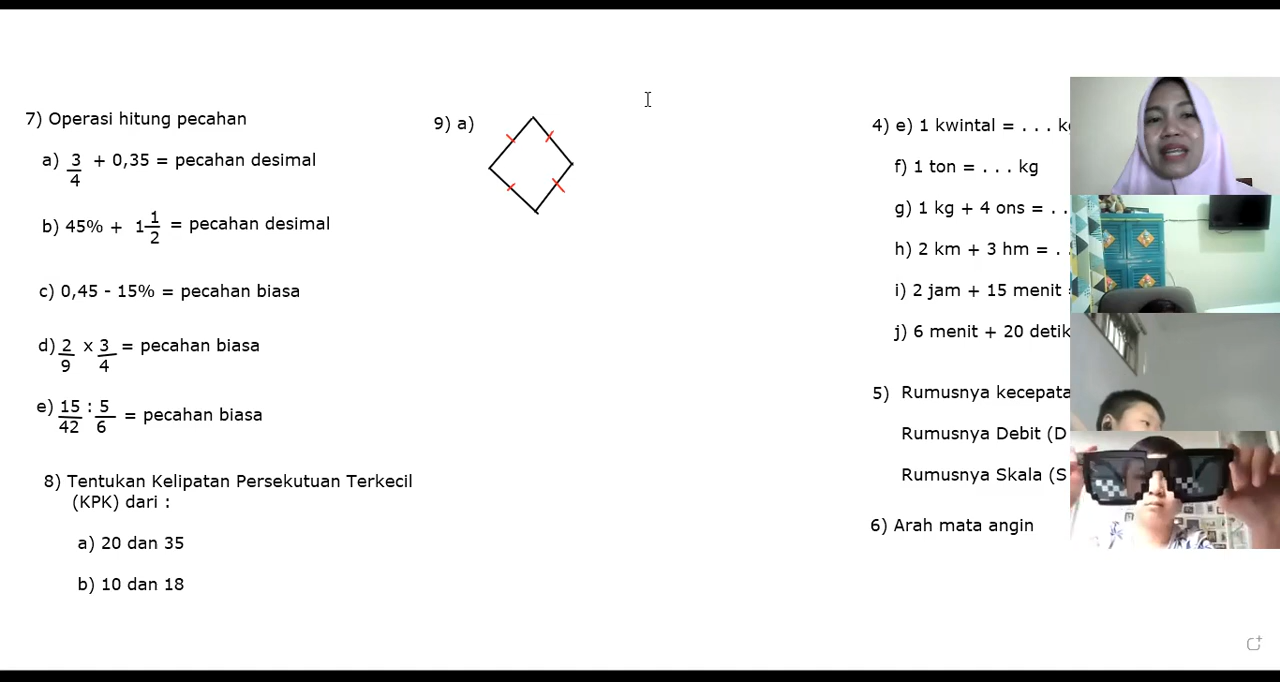 7) Operasi hitung pecahan
a) 3/4 + 0,35 = pecahan desimal
b) 45% + 1 1/2 = pecahan desimal
c) 0,45 - 15% = pecahan biasa
d) 2/9 x 3/4 = pecahan biasa
e) 15/42 : 5/6 = pecahan biasa
8) Tentukan Kelipatan Persekutuan Terkecil
(KPK) dari :
a) 20 dan 35
b) 10 dan 18
9) a)
4) e) 1 kwintal = . . .
f) 1 ton = . . . kg
g) 1 kg + 4 ons = . .
h) 2 km + 3 hm = .
i) 2 jam + 15 menit
j) 6 menit + 20 detik
5) Rumusnya
Rumusnya Debit (D
Rumusnya Skala (S
6) Arah mata angin